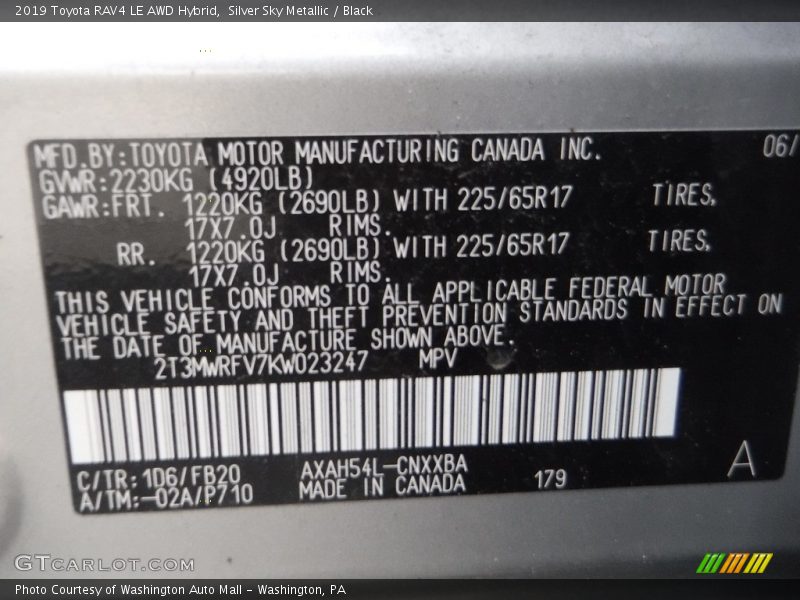 2019 Toyota RAV4 LE AWD Hybrid,  Silver Sky Metallic / Black
MFD.BY:TOYOTA MOTOR MANUFACTURING CANADA INC. 06/
GVWR:2230KG (4920LB)
GAWR:FRT. 1220KG (2690LB) WITH 225/65R17 TIRES,
17X7.0J RIMS.
RR. 1220KG (2690LB) WITH 225/65R17 TIRES,
17X7.0J RIMS.
THIS VEHICLE CONFORMS TO ALL APPLICABLE FEDERAL MOTOR
VEHICLE SAFETY AND THEFT PREVENTION STANDARDS IN EFFECT ON
THE DATE OF MANUFACTURE SHOWN ABOVE.
2T3MWRFV7KW023247 MPV
C/TR:1D6/FB20 AXAH54L-CNXXBA 179 A
A/TM:-02A/P710 MADE IN CANADA
GTCARLOT.COM
Photo Courtesy of Washington Auto Mall - Washington, PA